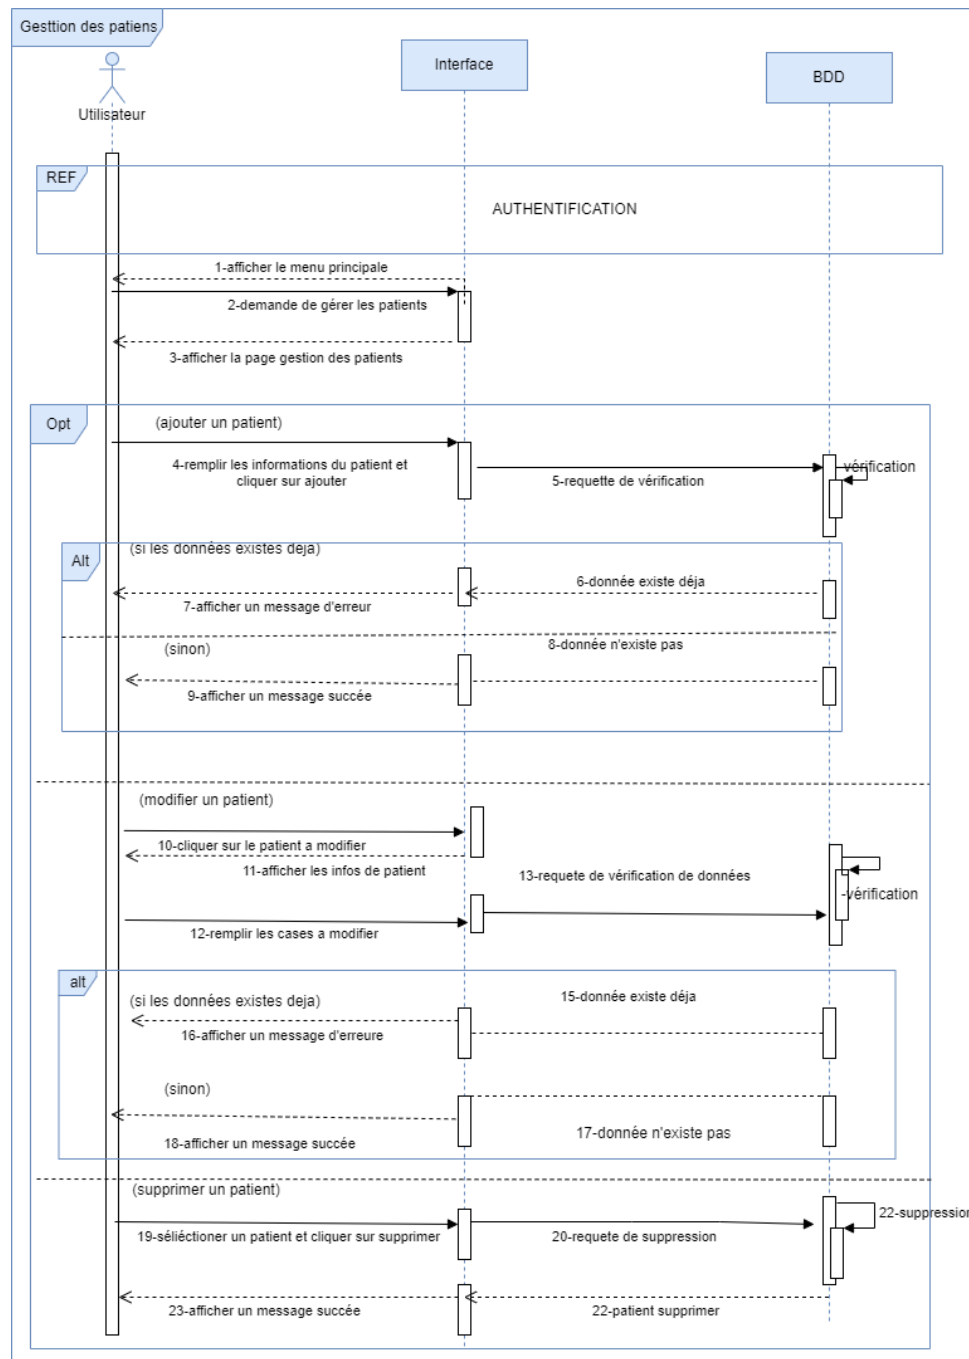 Gesttion des patiens
Utilisateur
Interface
BDD
REF
AUTHENTIFICATION
1-afficher le menu principale
2-demande de gérer les patients
3-afficher la page gestion des patients
Opt
(ajouter un patient)
4-remplir les informations du patient et
cliquer sur ajouter
5-requette de vérification
-vérification
Alt
(si les données existes deja)
6-donnée existe déja
7-afficher un message d'erreur
(sinon)
8-donnée n'existe pas
9-afficher un message succée
(modifier un patient)
10-cliquer sur le patient a modifier
11-afficher les infos de patient
13-requete de vérification de données
-vérification
12-remplir les cases a modifier
alt
(si les données existes deja)
15-donnée existe déja
16-afficher un message d'erreure
(sinon)
17-donnée n'existe pas
18-afficher un message succée
(supprimer un patient)
19-séliéctioner un patient et cliquer sur supprimer
20-requete de suppression
22-suppression
23-afficher un message succée
22-patient supprimer